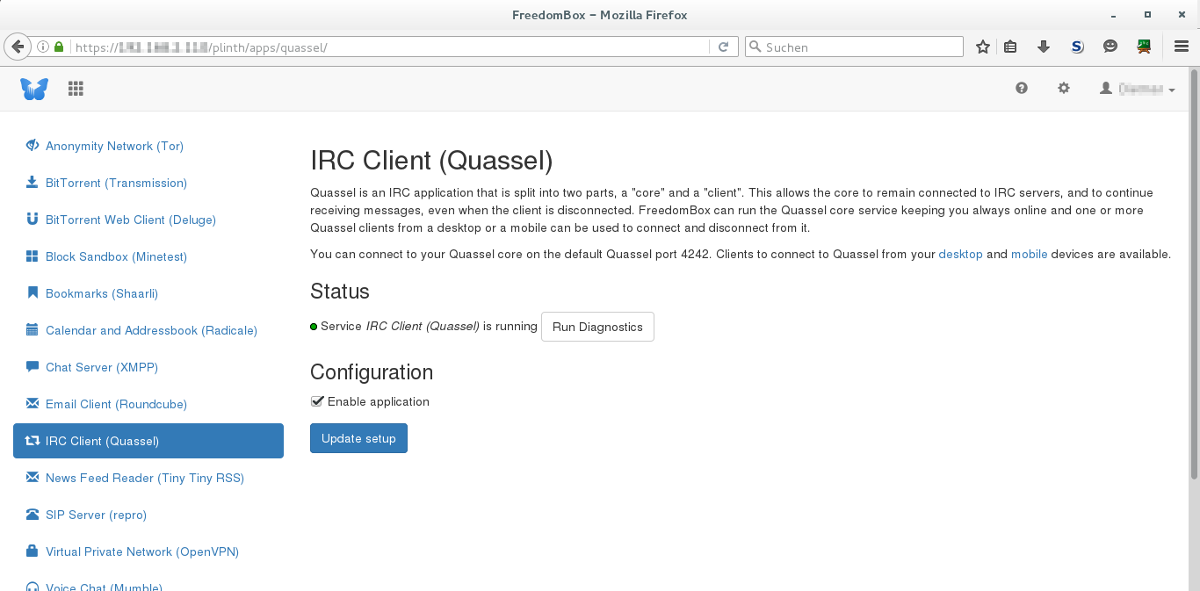 FreedomBox – Mozilla Firefox
https:// /plinth/apps/quassel/
Suchen
Anonymity Network (Tor)
BitTorrent (Transmission)
BitTorrent Web Client (Deluge)
Block Sandbox (Minetest)
Bookmarks (Shaarli)
Calendar and Addressbook (Radicale)
Chat Server (XMPP)
Email Client (Roundcube)
IRC Client (Quassel)
News Feed Reader (Tiny Tiny RSS)
SIP Server (repro)
Virtual Private Network (OpenVPN)
Voice Chat (Mumble)
IRC Client (Quassel)
Quassel is an IRC application that is split into two parts, a "core" and a "client". This allows the core to remain connected to IRC servers, and to continue
receiving messages, even when the client is disconnected. FreedomBox can run the Quassel core service keeping you always online and one or more
Quassel clients from a desktop or a mobile can be used to connect and disconnect from it.
You can connect to your Quassel core on the default Quassel port 4242. Clients to connect to Quassel from your desktop and mobile devices are available.
Status
Service IRC Client (Quassel) is running Run Diagnostics
Configuration
Enable application
Update setup